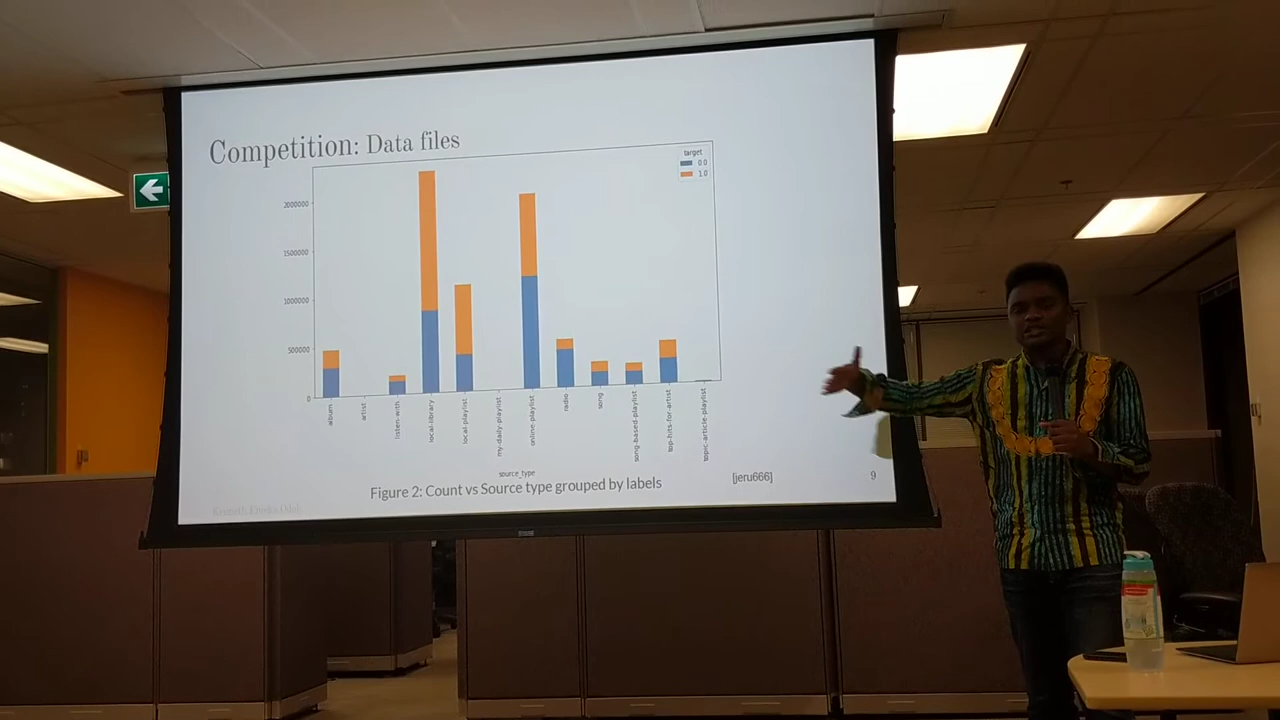 Competition: Data files
target
0.0
1.0
2000000
1500000
1000000
500000
0
album
artist
listen-with
local-library
local-playlist
my-daily-playlist
online-playlist
radio
song
song-based-playlist
top-hits-for-artist
topic-article-playlist
source_type
Figure 2: Count vs Source type grouped by labels
[jeru666]
9